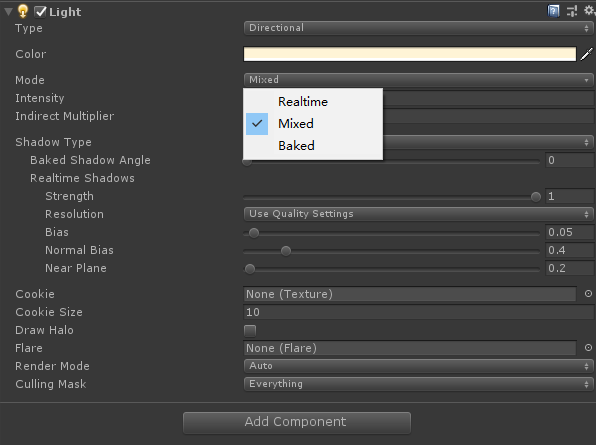 Light
Type Directional
Color
Mode Mixed
Realtime
Intensity
Mixed
Indirect Multiplier
Baked
Shadow Type
Baked Shadow Angle 0
Realtime Shadows
Strength 1
Resolution Use Quality Settings
Bias 0.05
Normal Bias 0.4
Near Plane 0.2
Cookie None (Texture)
Cookie Size 10
Draw Halo
Flare None (Flare)
Render Mode Auto
Culling Mask Everything
Add Component